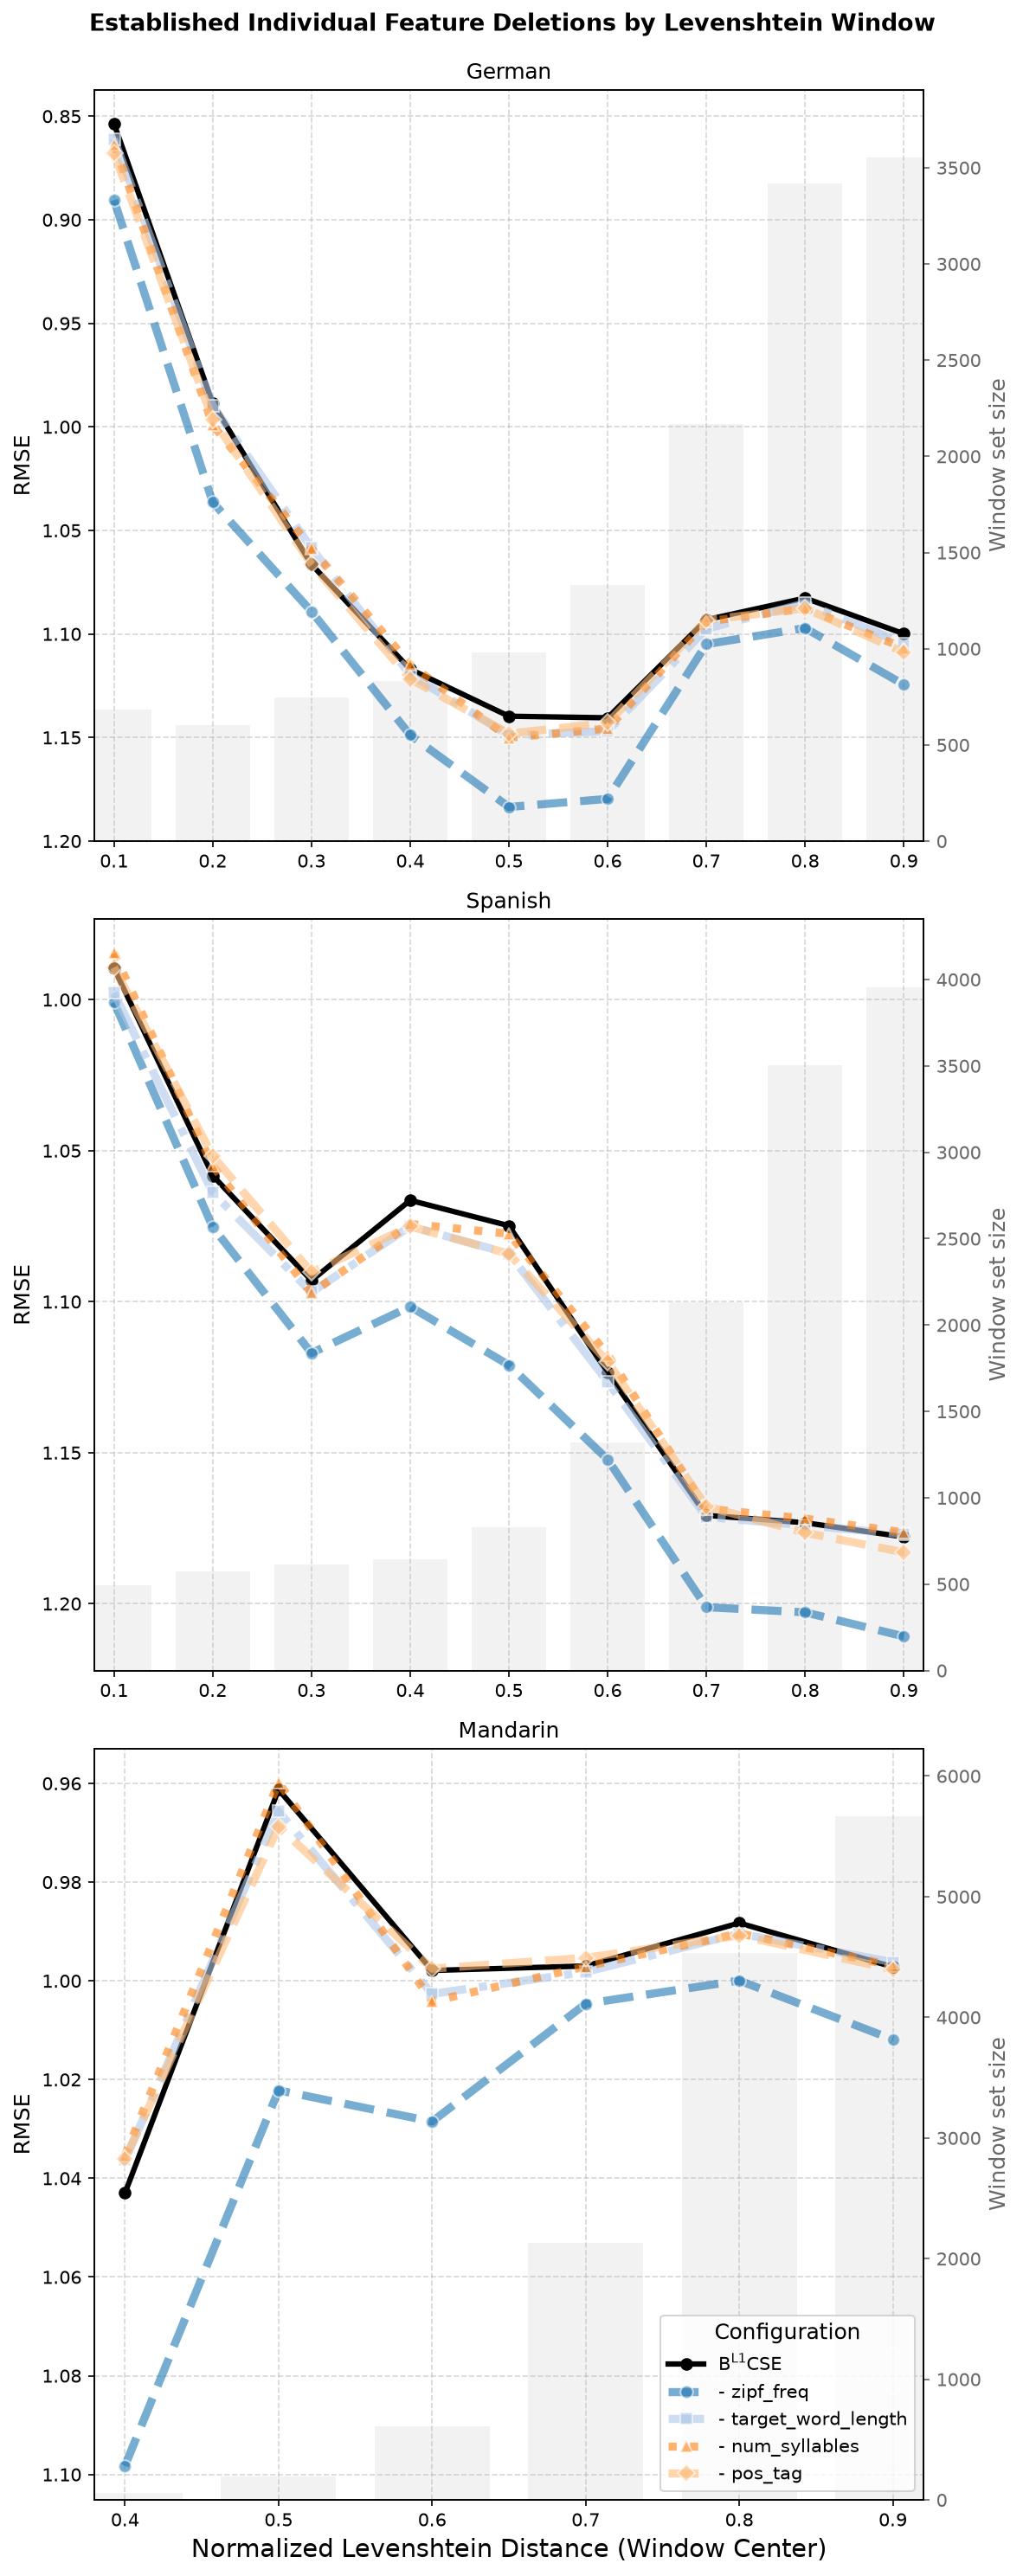 Established Individual Feature Deletions by Levenshtein Window
German
RMSE
0.85
0.90
0.95
1.00
1.05
1.10
1.15
1.20
3500
3000
2500
2000
1500
1000
500
0
Window set size
0.1 0.2 0.3 0.4 0.5 0.6 0.7 0.8 0.9
Spanish
RMSE
1.00
1.05
1.10
1.15
1.20
4000
3500
3000
2500
2000
1500
1000
500
0
Window set size
0.1 0.2 0.3 0.4 0.5 0.6 0.7 0.8 0.9
Mandarin
RMSE
0.96
0.98
1.00
1.02
1.04
1.06
1.08
1.10
6000
5000
4000
3000
2000
1000
0
Window set size
Configuration
B^{L1}CSE
- zipf_freq
- target_word_length
- num_syllables
- pos_tag
0.4 0.5 0.6 0.7 0.8 0.9
Normalized Levenshtein Distance (Window Center)